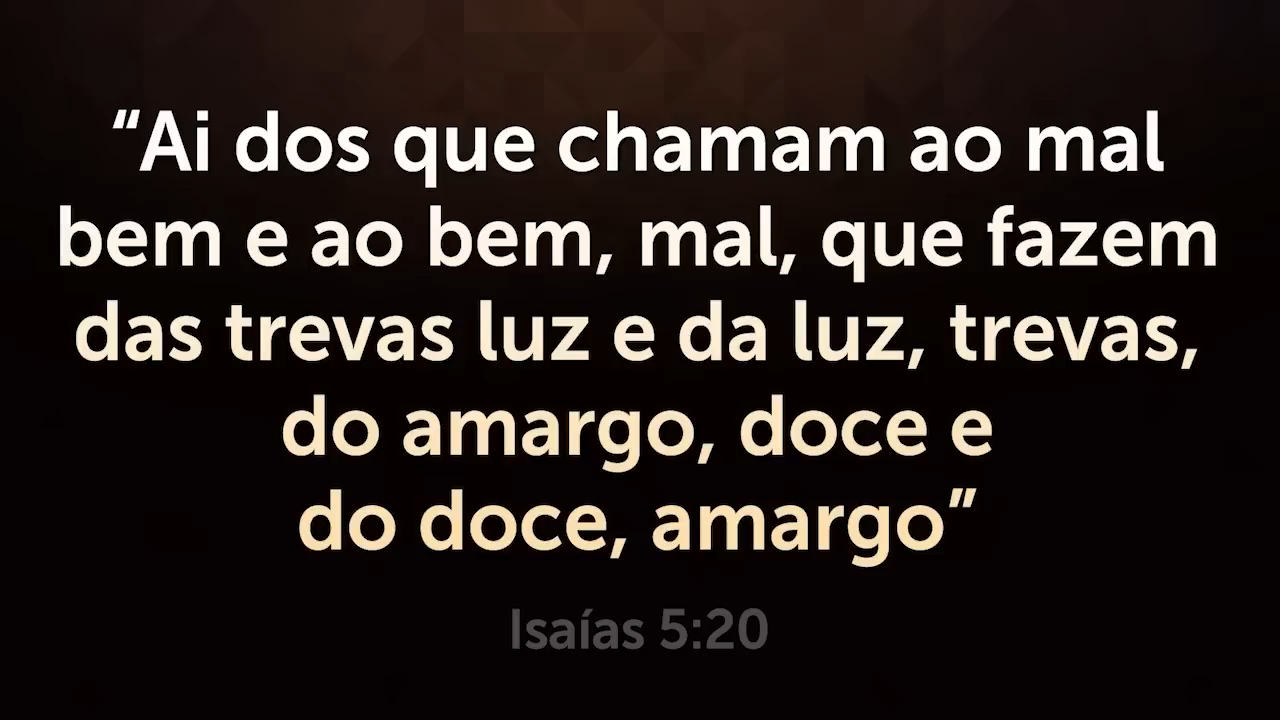 “Ai dos que chamam ao mal
bem e ao bem, mal, que fazem
das trevas luz e da luz, trevas,
do amargo, doce e
do doce, amargo”
Isaías 5:20